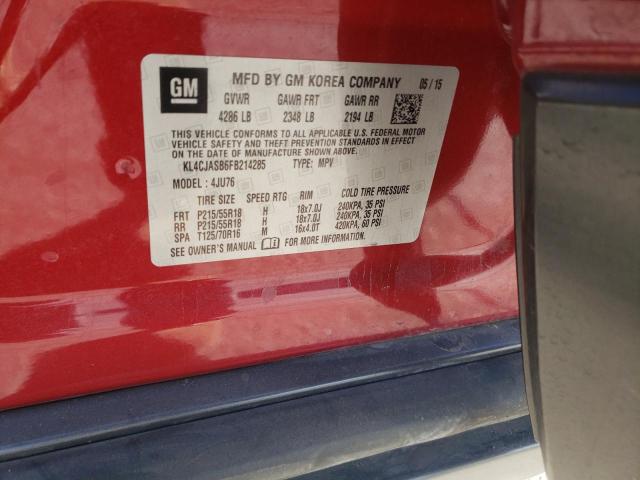 GM MFD BY GM KOREA COMPANY 05/15
GVWR GAWR FRT GAWR RR
4286 LB 2348 LB 2194 LB
THIS VEHICLE CONFORMS TO ALL APPLICABLE U.S. FEDERAL MOTOR
VEHICLE SAFETY AND THEFT PREVENTION STANDARDS IN EFFECT
ON THE DATE OF MANUFACTURE SHOWN ABOVE.
KL4CJASB6FB214285 TYPE: MPV
MODEL: 4JU76
TIRE SIZE SPEED RTG RIM COLD TIRE PRESSURE
FRT P215/55R18 H 18x7.0J 240KPA, 35 PSI
RR P215/55R18 H 18x7.0J 240KPA, 35 PSI
SPA T125/70R16 M 16x4.0T 420KPA, 60 PSI
SEE OWNER'S MANUAL FOR MORE INFORMATION.